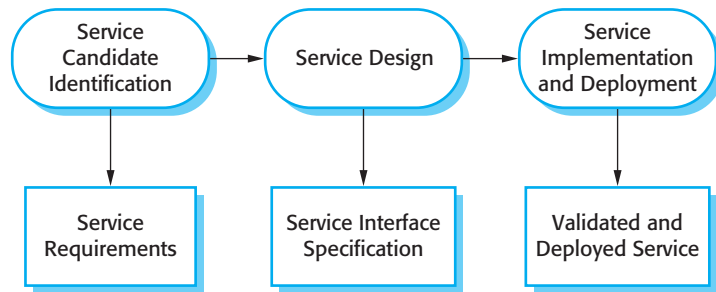 Service
Candidate
Identification
Service Design
Service
Implementation
and Deployment
Service
Requirements
Service Interface
Specification
Validated and
Deployed Service